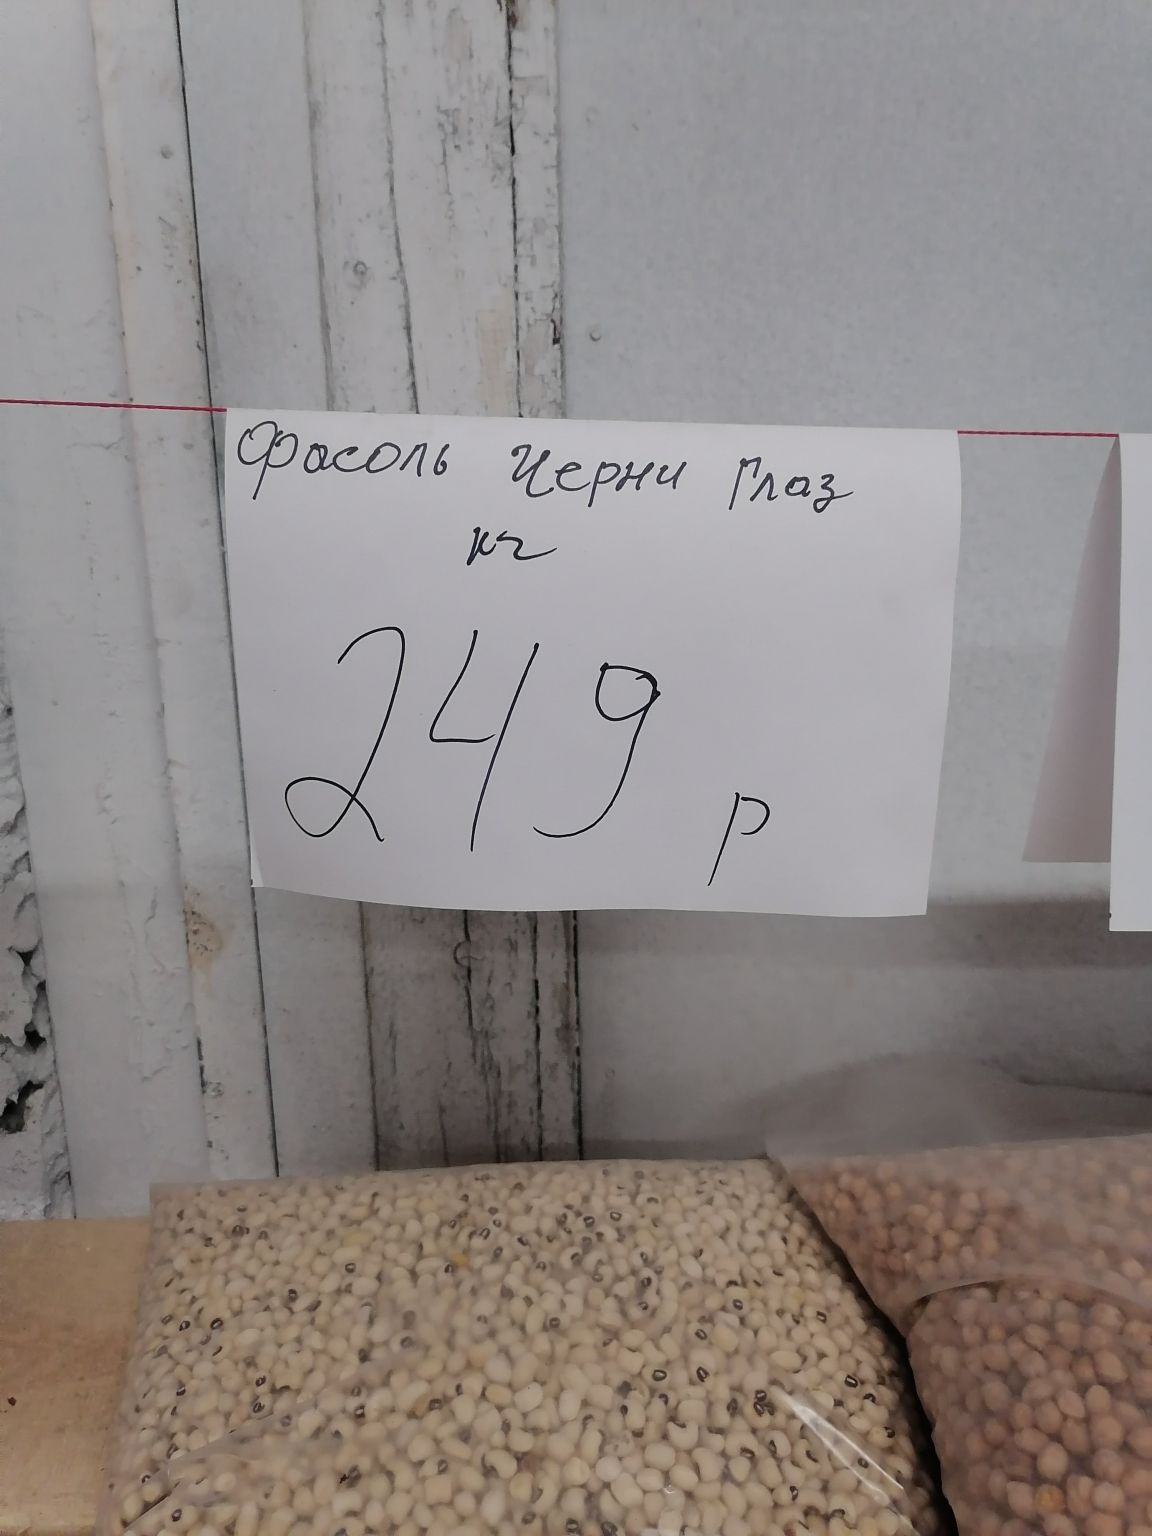 Фасоль Черни Глаз
кг
249 р